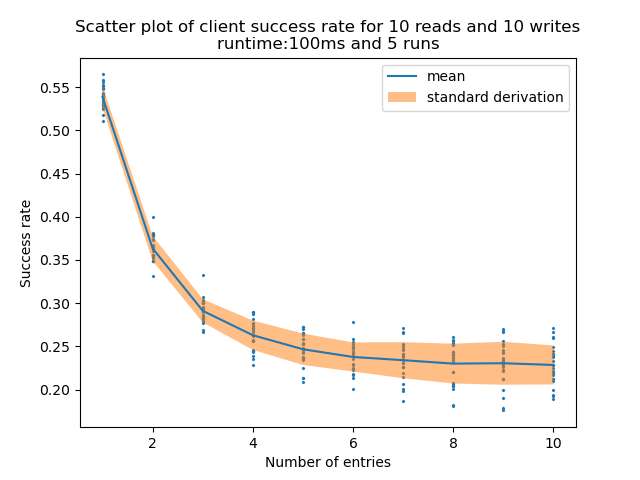 Scatter plot of client success rate for 10 reads and 10 writes
runtime:100ms and 5 runs
mean
standard derivation
Success rate
0.55
0.50
0.45
0.40
0.35
0.30
0.25
0.20
2 4 6 8 10
Number of entries